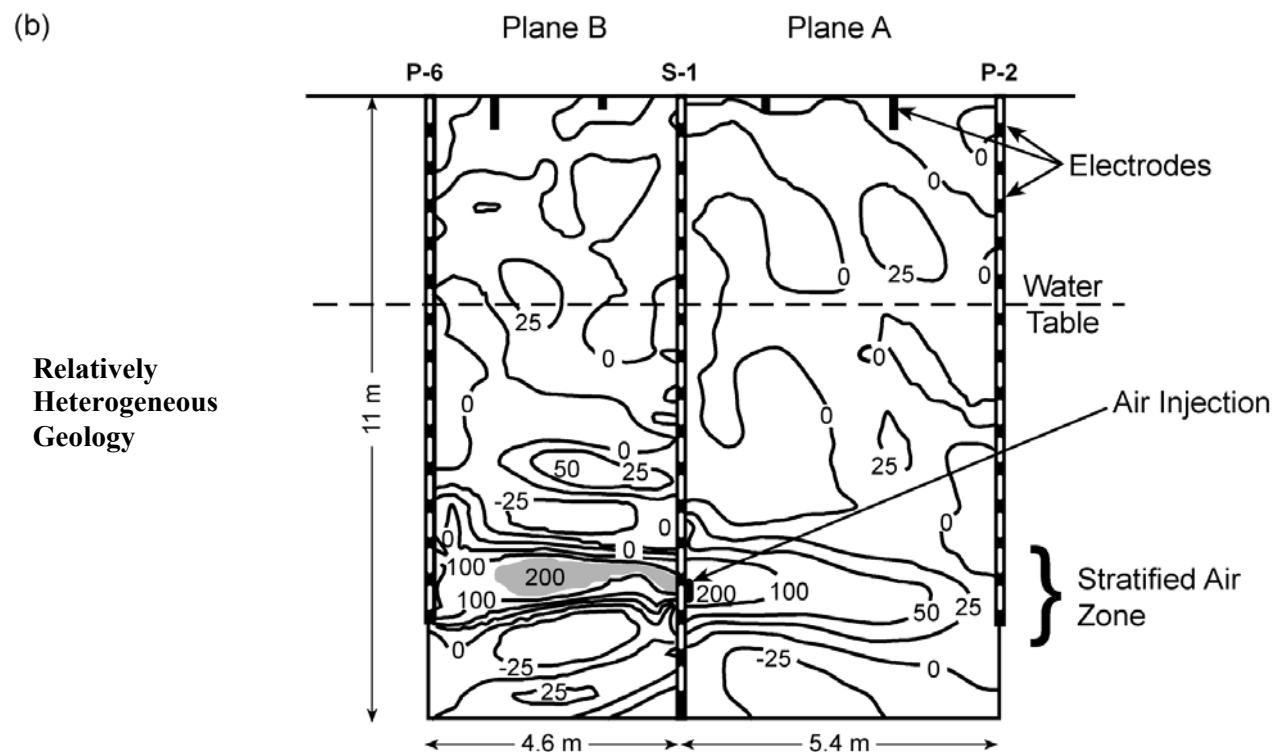 (b)
Plane B
Plane A
P-6
S-1
P-2
0
0
Electrodes
0
25
0
Water
Table
25
0
0
Relatively
Heterogeneous
Geology
11 m
0
0
25
Air Injection
0
50
25
-25
0
0
0
0
100
200
100
200
100
50
25
Stratified Air
Zone
0
-25
25
-25
0
4.6 m
5.4 m